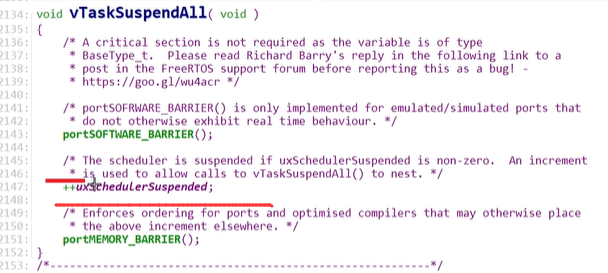 2134: void vTaskSuspendAll( void )
2135: {
2136: /* A critical section is not required as the variable is of type
2137: * BaseType_t. Please read Richard Barry's reply in the following link to a
2138: * post in the FreeRTOS support forum before reporting this as a bug! -
2139: * https://goo.gl/wu4acr */
2140:
2141: /* portSOFRWARE_BARRIER() is only implemented for emulated/simulated ports that
2142: * do not otherwise exhibit real time behaviour. */
2143: portSOFTWARE_BARRIER();
2144:
2145: /* The scheduler is suspended if uxSchedulerSuspended is non-zero. An increment
2146: * is used to allow calls to vTaskSuspendAll() to nest. */
2147: ++uxSchedulerSuspended;
2148:
2149: /* Enforces ordering for ports and optimised compilers that may otherwise place
2150: * the above increment elsewhere. */
2151: portMEMORY_BARRIER();
2152: }
2153: /*-----------------------------------------------------------*/